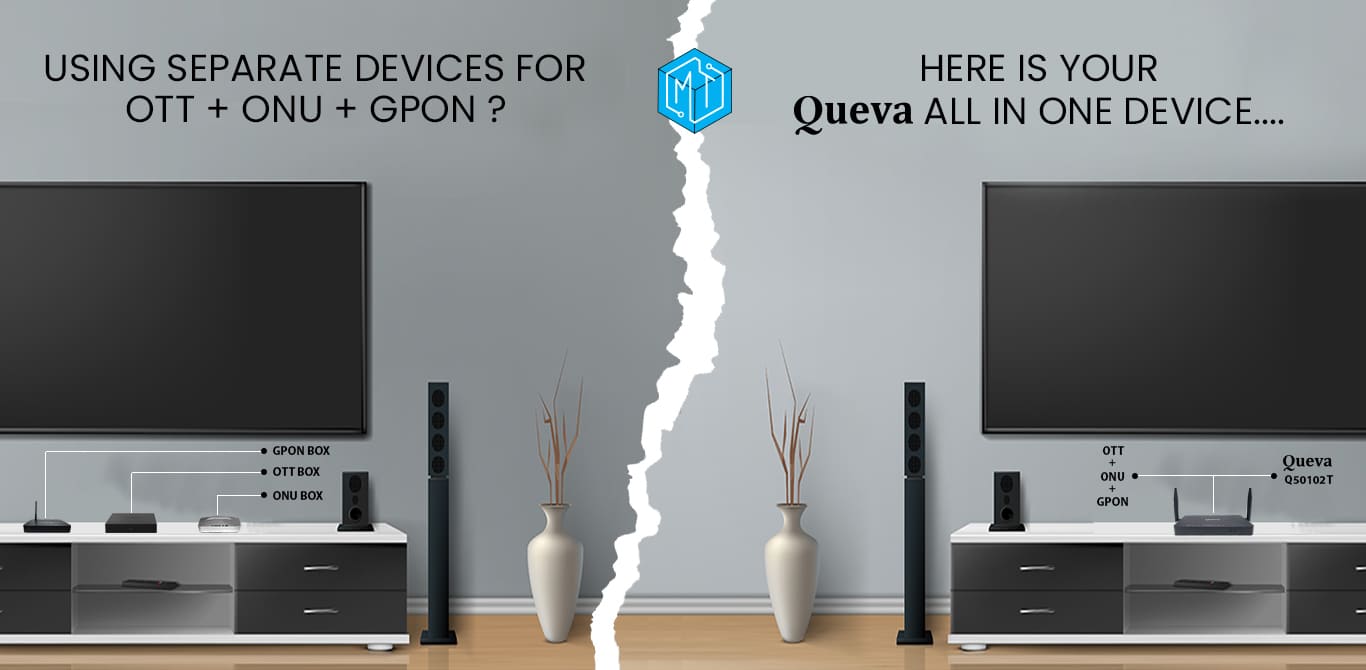 USING SEPARATE DEVICES FOR
OTT + ONU + GPON ?
MT
HERE IS YOUR
Queva ALL IN ONE DEVICE....
GPON BOX
OTT BOX
ONU BOX
OTT
+
ONU
+
GPON
Queva
Q50102T